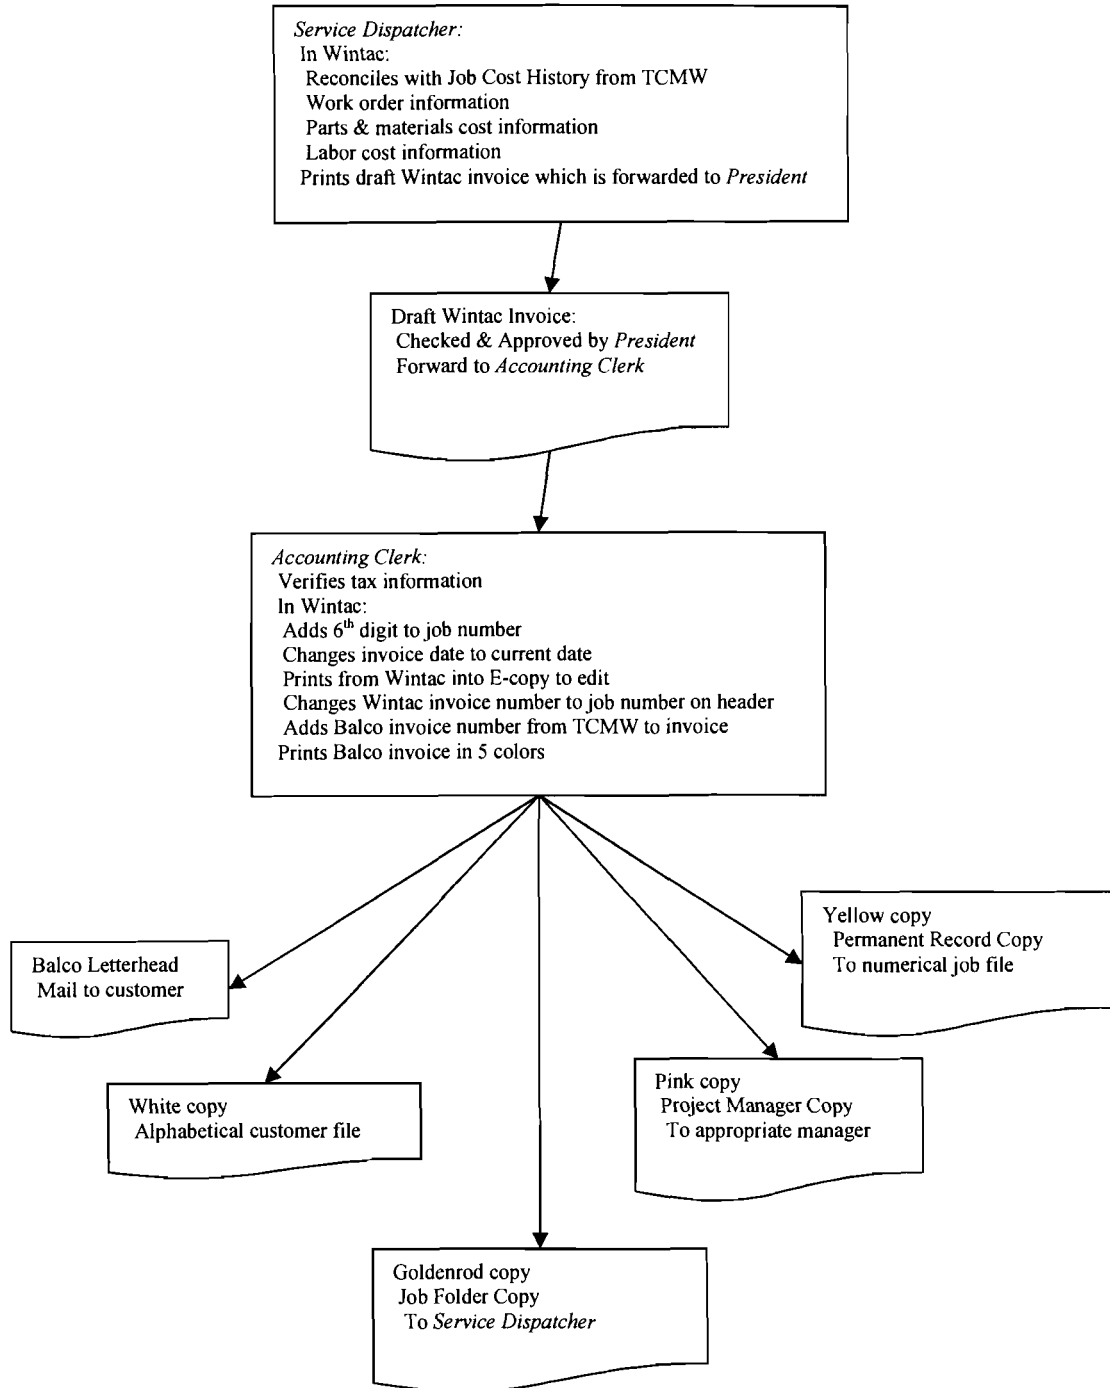 Service Dispatcher:
In Wintac:
Reconciles with Job Cost History from TCMW
Work order information
Parts & materials cost information
Labor cost information
Prints draft Wintac invoice which is forwarded to President
Draft Wintac Invoice:
Checked & Approved by President
Forward to Accounting Clerk
Accounting Clerk:
Verifies tax information
In Wintac:
Adds 6th digit to job number
Changes invoice date to current date
Prints from Wintac into E-copy to edit
Changes Wintac invoice number to job number on header
Adds Balco invoice number from TCMW to invoice
Prints Balco invoice in 5 colors
Balco Letterhead
Mail to customer
White copy
Alphabetical customer file
Goldenrod copy
Job Folder Copy
To Service Dispatcher
Pink copy
Project Manager Copy
To appropriate manager
Yellow copy
Permanent Record Copy
To numerical job file